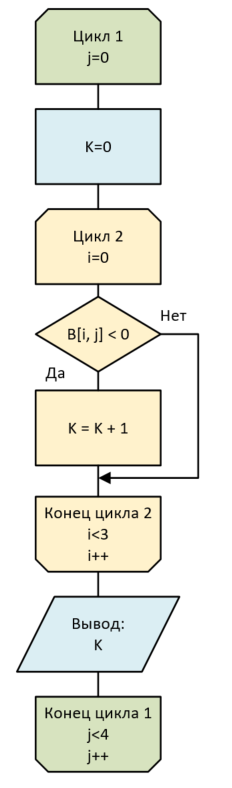 Цикл 1
j=0
K=0
Цикл 2
i=0
B[i, j] < 0
Нет
Да
K = K + 1
Конец цикла 2
i<3
i++
Вывод:
K
Конец цикла 1
j<4
j++